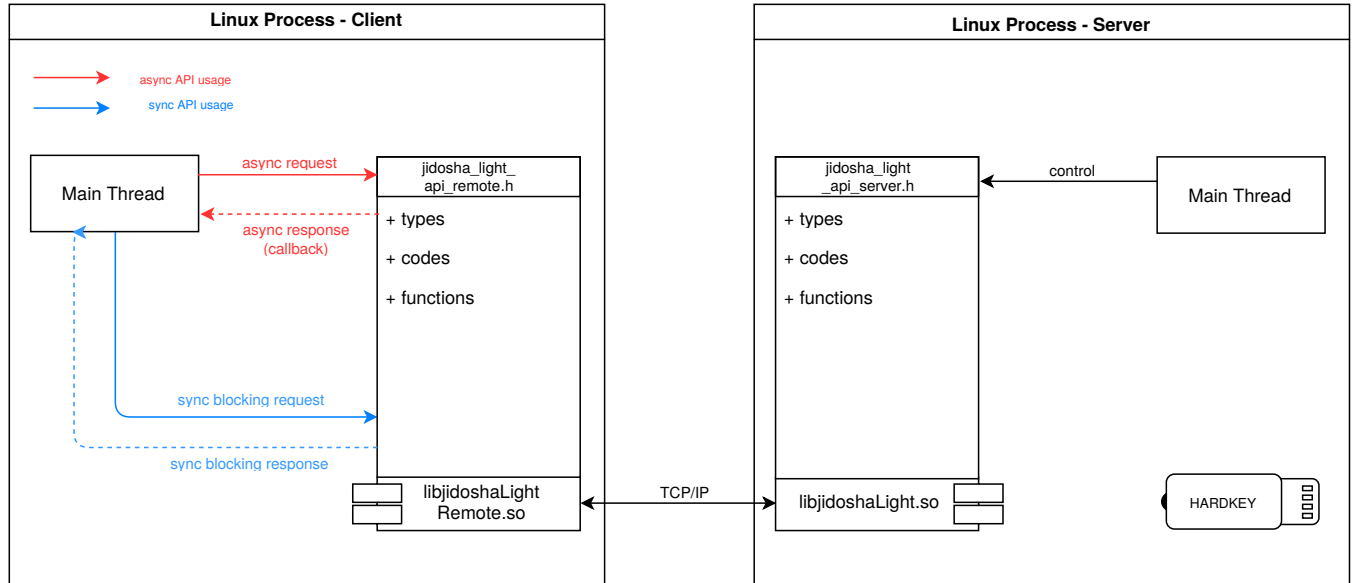 Linux Process - Client
async API usage
sync API usage
Main Thread
async request
async response
(callback)
sync blocking request
sync blocking response
jidosha_light_
api_remote.h
+ types
+ codes
+ functions
libjidoshaLight
Remote.so
TCP/IP
Linux Process - Server
jidosha_light
_api_server.h
+ types
+ codes
+ functions
libjidoshaLight.so
control
Main Thread
HARDKEY